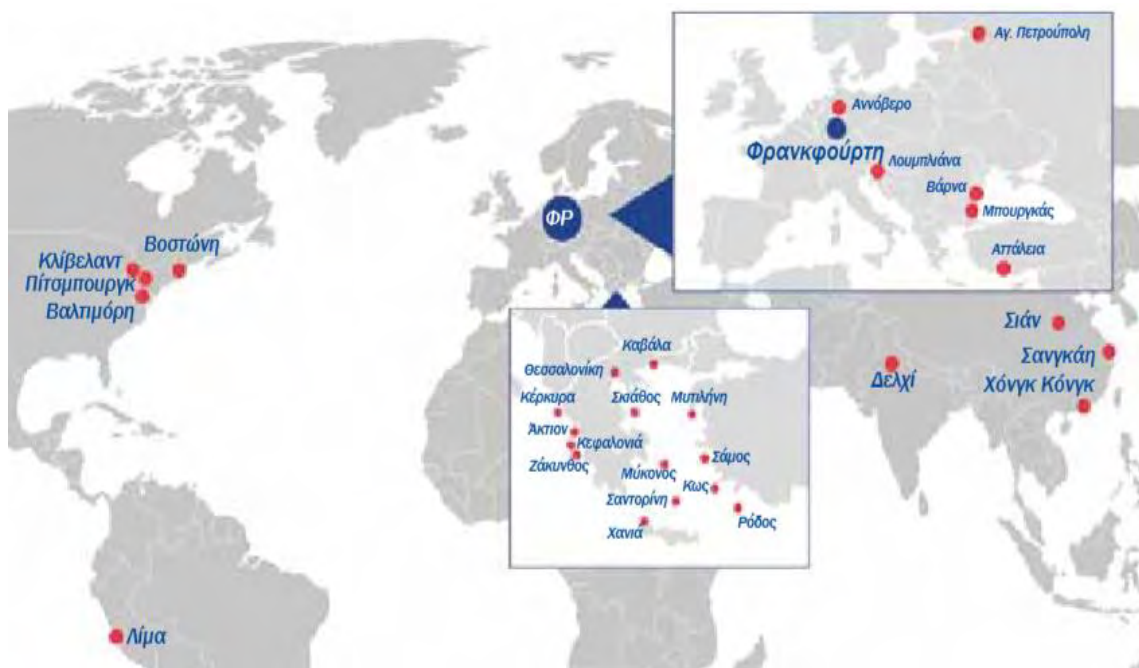 Αγ. Πετρούπολη
Αννόβερο
Φρανκφούρτη
Λουμπλιάνα
Βάρνα
Μπουργκάς
Ατπάλεια
ΦΡ
Βοστώνη
Κλίβελαντ
Πίτσμπουργκ
Βαλτιμόρη
Λίμα
Καβάλα
Θεσσαλονίκη
Κέρκυρα
Σκιάθος
Μυτιλήνη
Άκτιον
Κεφαλονιά
Ζάκυνθος
Μύκονος
Σάμος
Κως
Σαντορίνη
Ρόδος
Χανιά
Σιάν
Σανγκάη
Δελχί
Χόνγκ Κόνγκ